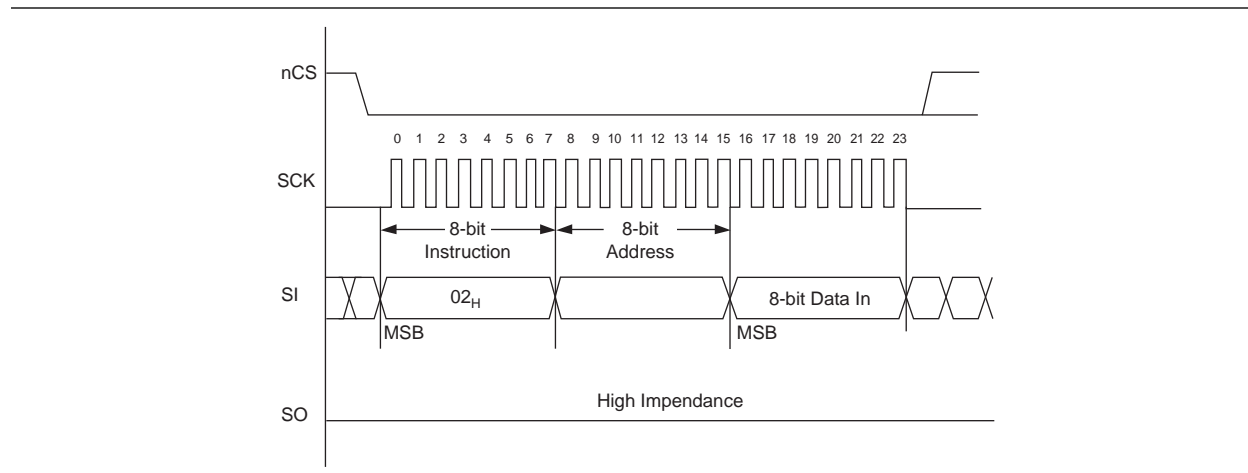 nCS
0 1 2 3 4 5 6 7 8 9 10 11 12 13 14 15 16 17 18 19 20 21 22 23
SCK
8-bit
Instruction
8-bit
Address
SI
02H
8-bit Data In
MSB
MSB
High Impendance
SO